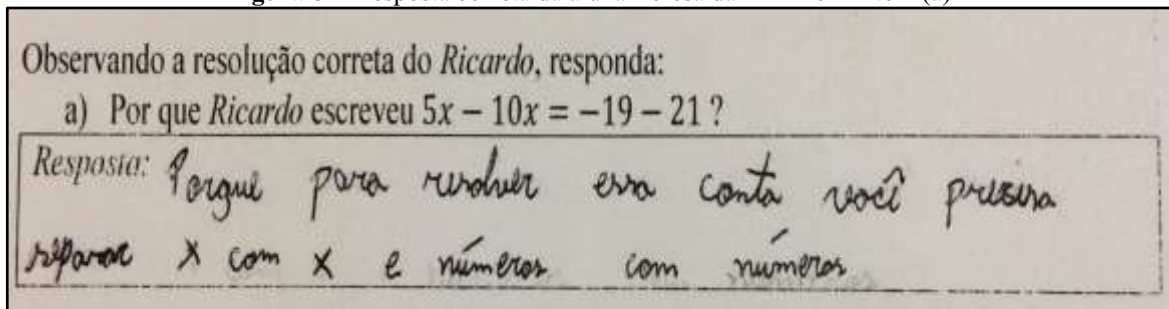 Observando a resolução correta do Ricardo, responda:
a) Por que Ricardo escreveu 5x − 10x = −19 − 21 ?
Resposta: Porque para resolver essa conta você precisa
separar x com x e números com números